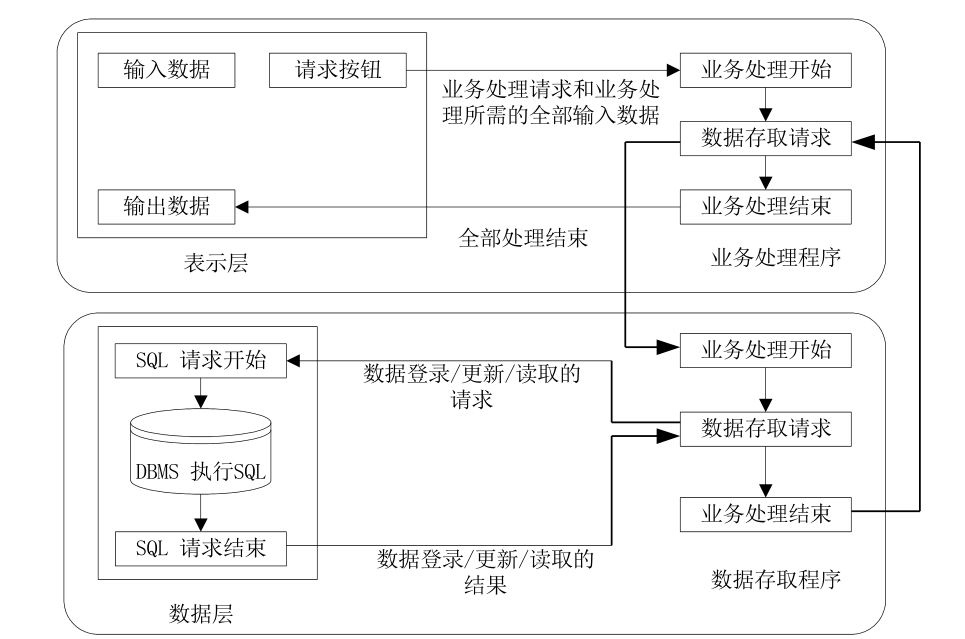 输入数据
请求按钮
业务处理开始
业务处理请求和业务处
理所需的全部输入数据
数据存取请求
输出数据
业务处理结束
全部处理结束
表示层
业务处理程序
SQL 请求开始
业务处理开始
数据登录/更新/读取的
请求
数据存取请求
DBMS 执行SQL
业务处理结束
SQL 请求结束
数据登录/更新/读取的
结果
数据存取程序
数据层